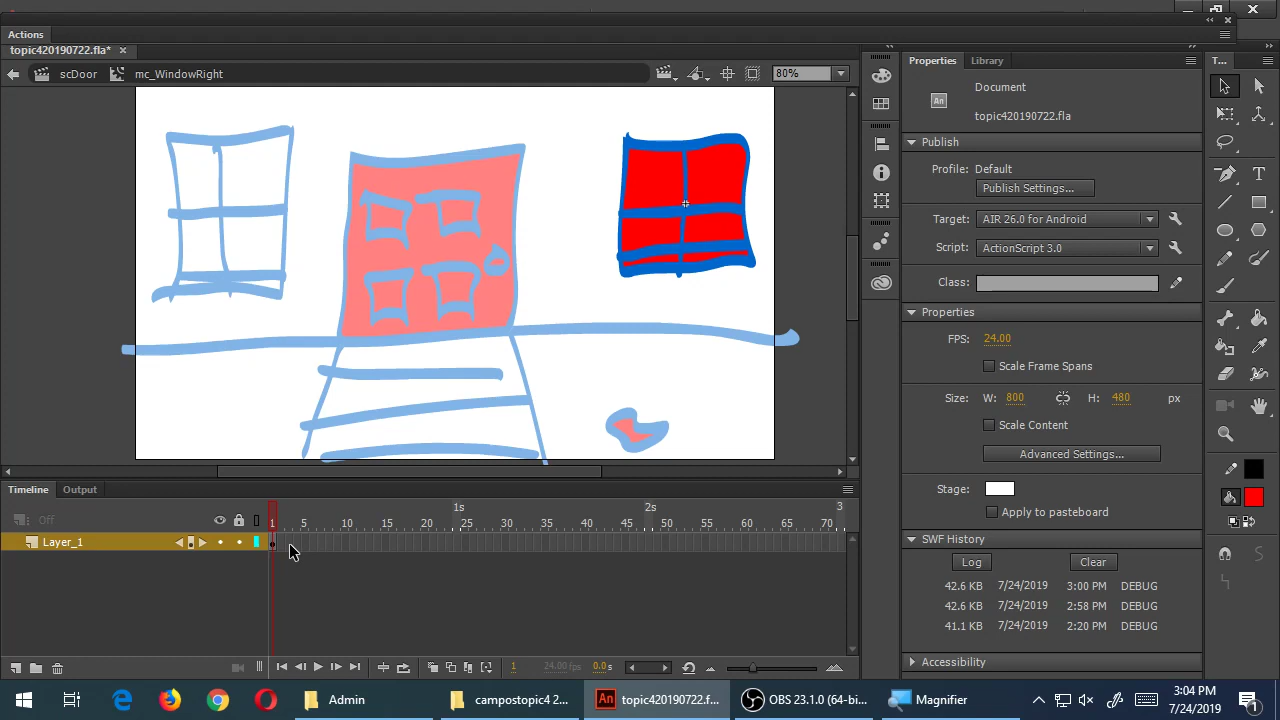 Actions
topic420190722.fla*
scDoor mc_WindowRight 80%
Properties Library T...
Document
An topic420190722.fla
Publish
Profile: Default
Publish Settings...
Target: AIR 26.0 for Android
Script: ActionScript 3.0
Class:
Properties
FPS: 24.00
Scale Frame Spans
Size: W: 800 H: 480 px
Scale Content
Advanced Settings...
Stage:
Apply to pasteboard
SWF History
Log Clear
42.6 KB 7/24/2019 3:00 PM DEBUG
42.6 KB 7/24/2019 2:58 PM DEBUG
41.1 KB 7/24/2019 2:20 PM DEBUG
Accessibility
Timeline Output
1s 2s 3
Off 1 5 10 15 20 25 30 35 40 45 50 55 60 65 70 75
Layer_1
1 24.00 fps 0.0 s
Admin campostopic4 2... An topic420190722.f... OBS 23.1.0 (64-bi... Magnifier
3:04 PM
7/24/2019
1